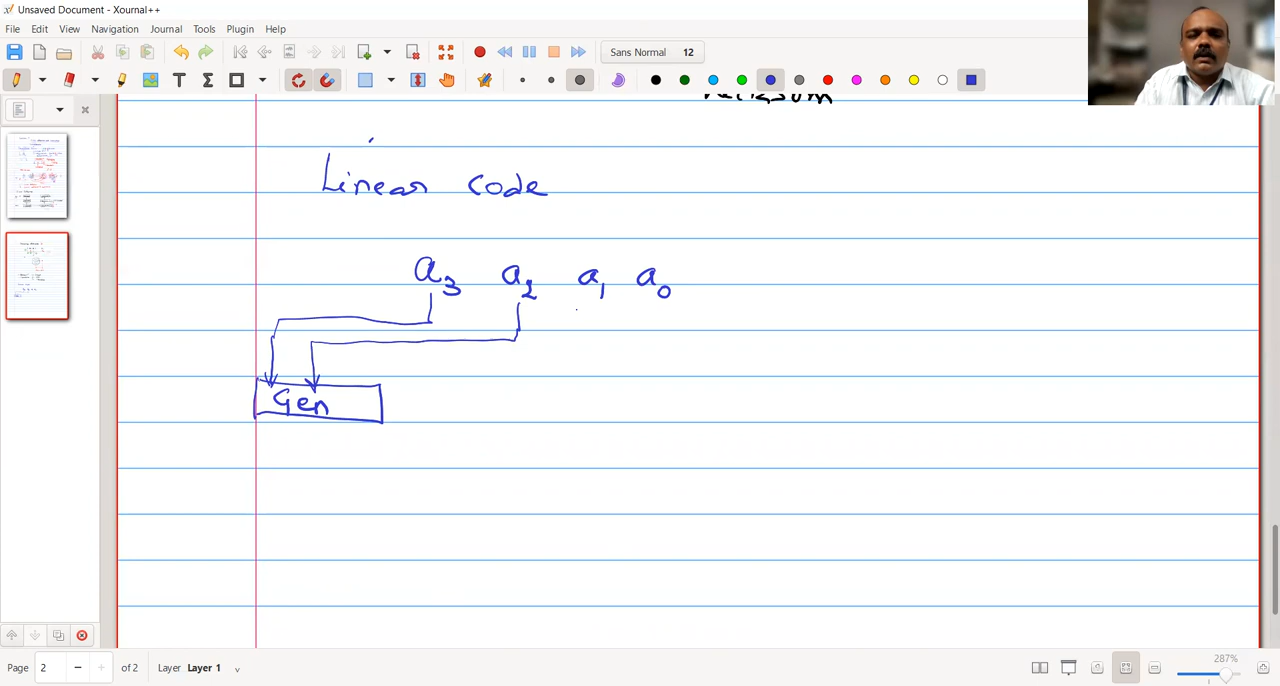 Unsaved Document - Xournal++
File Edit View Navigation Journal Tools Plugin Help
Sans Normal 12
Linear code
a3 a2 a1 a0
Gen
Page 2 of 2 Layer Layer 1
287%